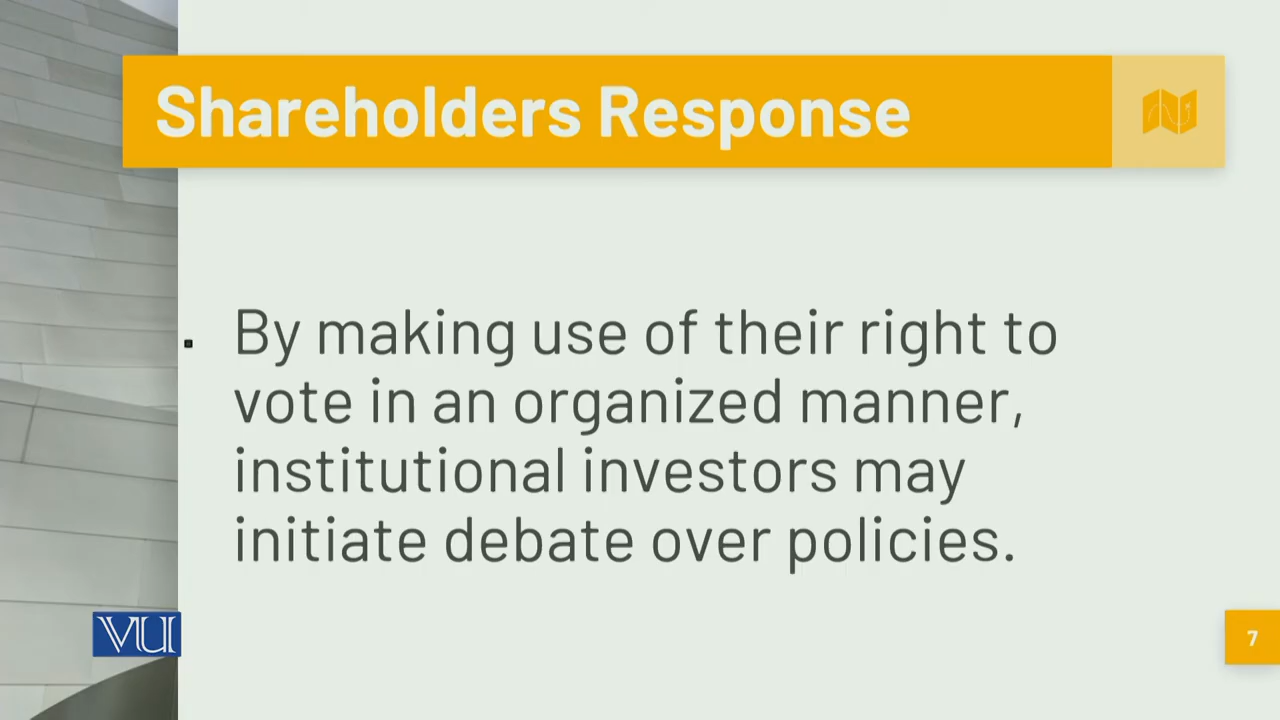 Shareholders Response
▪ By making use of their right to
vote in an organized manner,
institutional investors may
initiate debate over policies.
VU
7